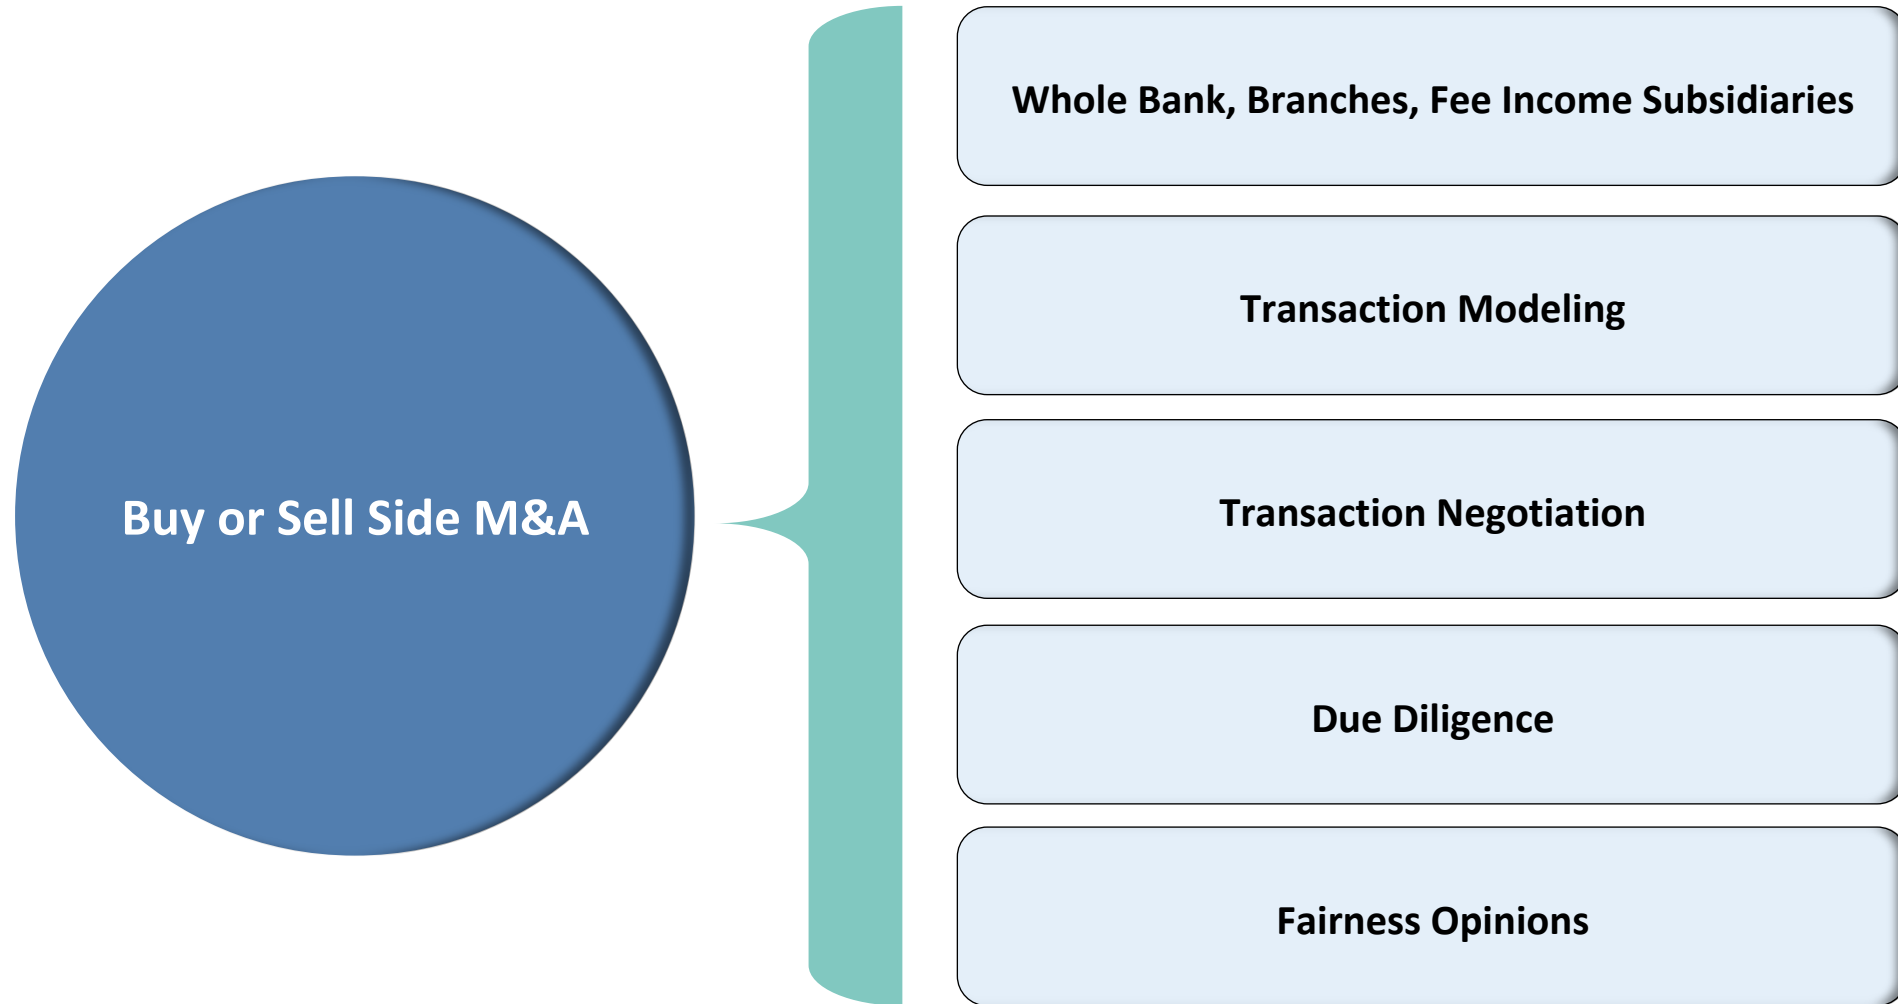 Buy or Sell Side M&A
Whole Bank, Branches, Fee Income Subsidiaries
Transaction Modeling
Transaction Negotiation
Due Diligence
Fairness Opinions